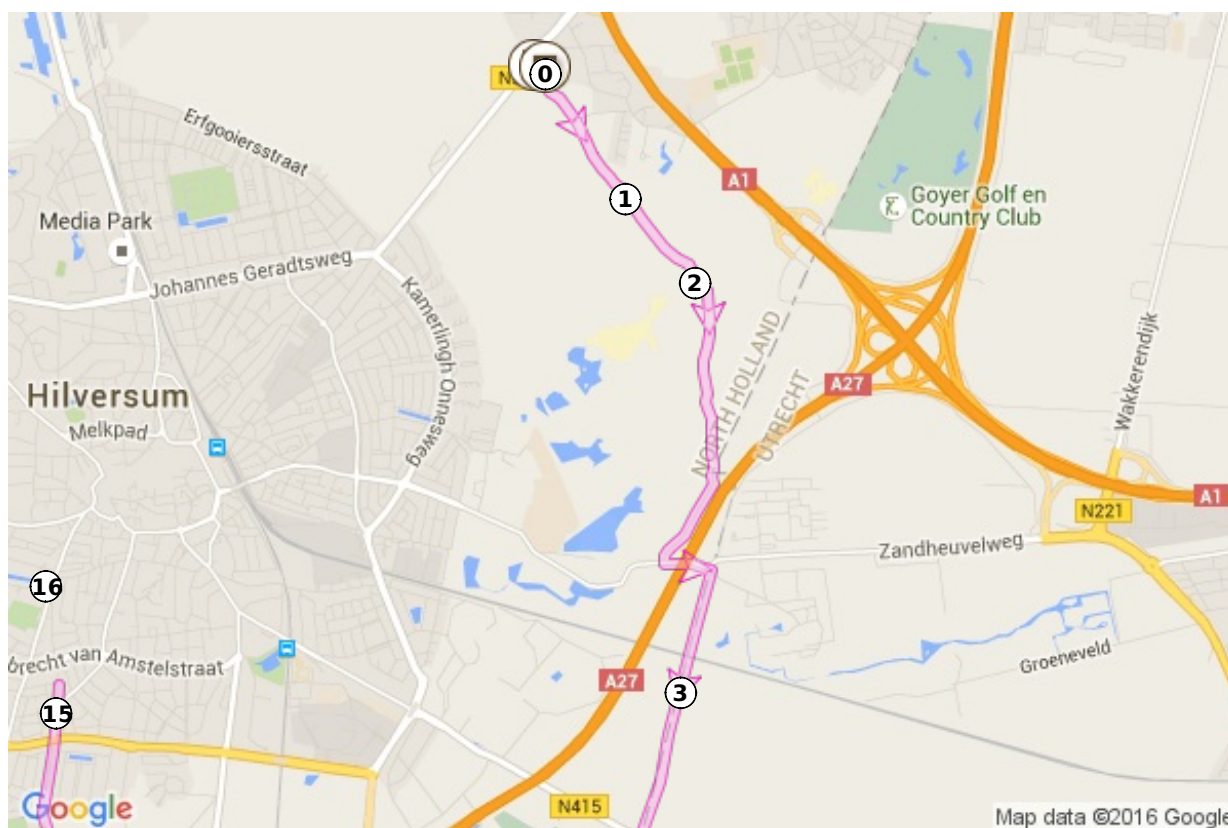 0
Erfgooiersstraat
A1
1
Goyer Golf en
Country Club
Media Park
Johannes Geradtsweg
2
Kamerlingh Onnesweg
NORTH HOLLAND
UTRECHT
Wakkerendijk
A27
Hilversum
Melkpad
A1
N221
Zandheuvelweg
16
Groeneveld
van Amstelstraat
A27
3
15
N415
Google
Map data ©2016 Google